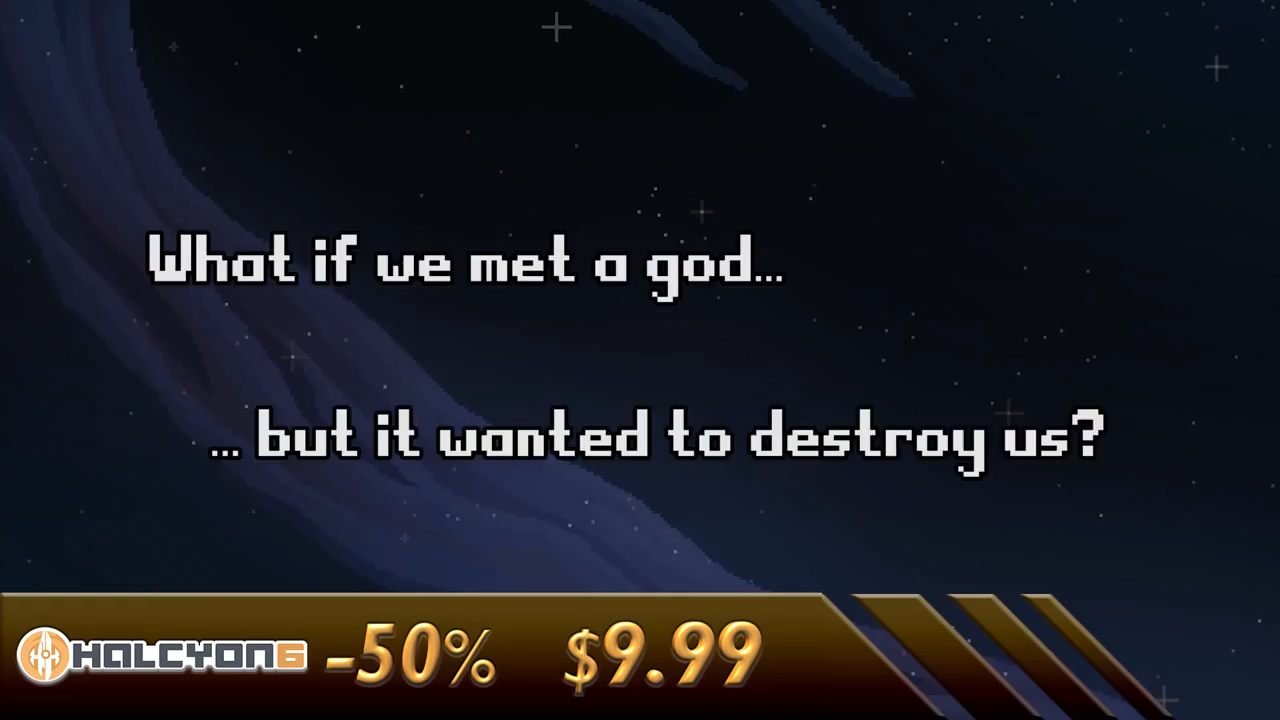 What if we met a god...
... but it wanted to destroy us?
HALCYON6 -50% $9.99